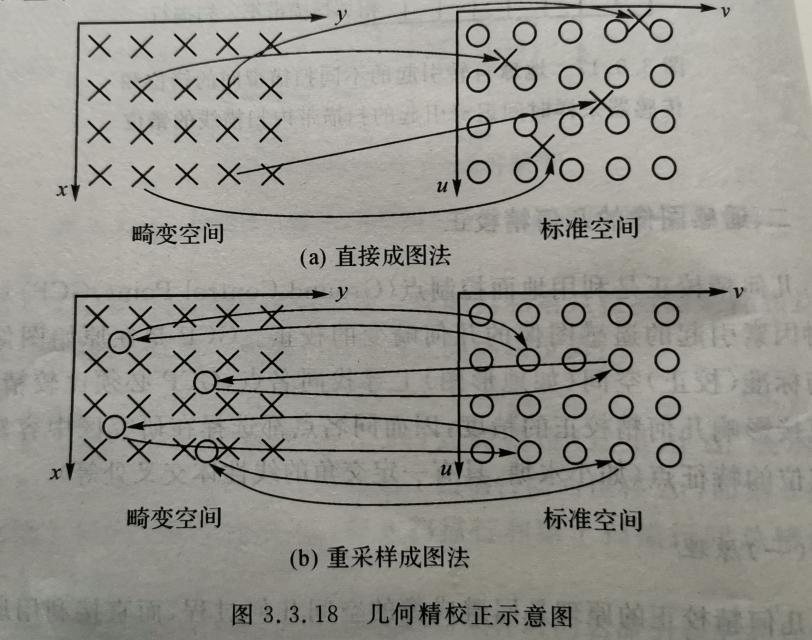 y
v
x
u
畸变空间
标准空间
(a) 直接成图法
y
v
x
u
畸变空间
标准空间
(b) 重采样成图法
图 3.3.18 几何精校正示意图